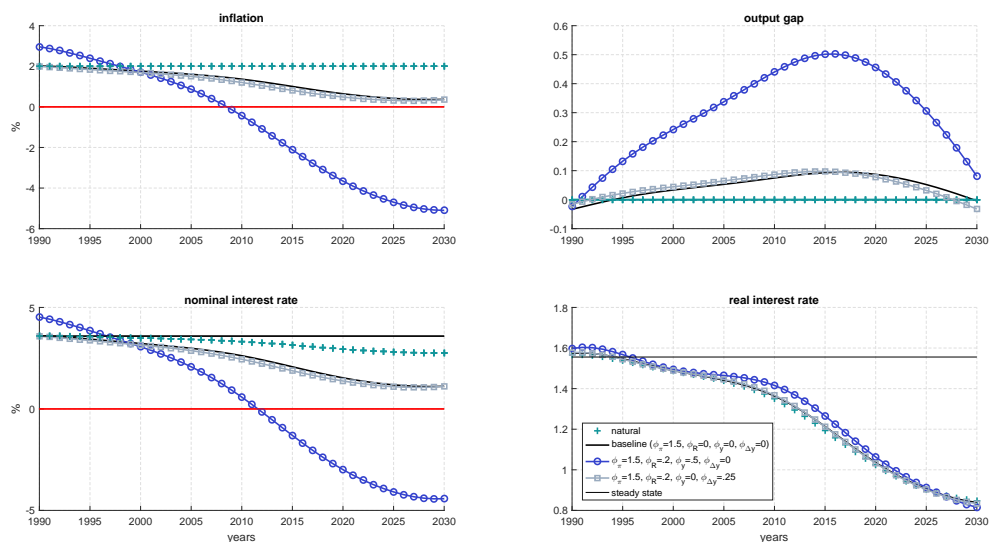 inflation
4
2
0
-2
-4
-6
%
1990 1995 2000 2005 2010 2015 2020 2025 2030
output gap
0.6
0.5
0.4
0.3
0.2
0.1
0
-0.1
1990 1995 2000 2005 2010 2015 2020 2025 2030
nominal interest rate
5
0
-5
%
1990 1995 2000 2005 2010 2015 2020 2025 2030
years
real interest rate
1.8
1.6
1.4
1.2
1
0.8
natural
baseline (ϕπ=1.5, ϕR=0, ϕy=0, ϕΔy=0)
ϕπ=1.5, ϕR=.2, ϕy=.5, ϕΔy=0
ϕπ=1.5, ϕR=.2, ϕy=0, ϕΔy=.25
steady state
1990 1995 2000 2005 2010 2015 2020 2025 2030
years